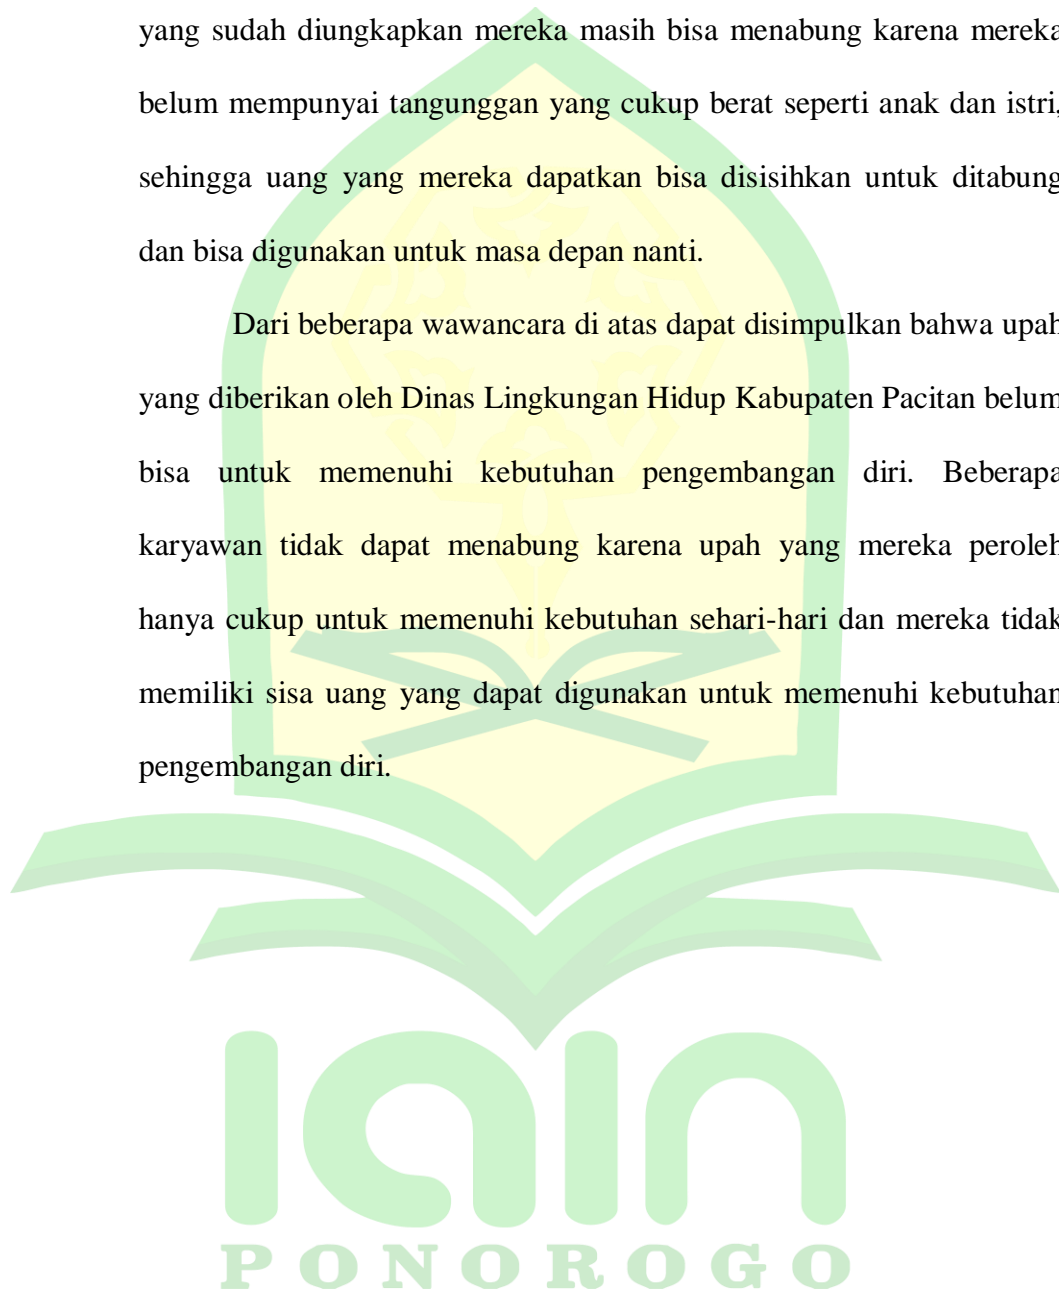 yang sudah diungkapkan mereka masih bisa menabung karena mereka
belum mempunyai tangunggan yang cukup berat seperti anak dan istri,
sehingga uang yang mereka dapatkan bisa disisihkan untuk ditabung
dan bisa digunakan untuk masa depan nanti.
Dari beberapa wawancara di atas dapat disimpulkan bahwa upah
yang diberikan oleh Dinas Lingkungan Hidup Kabupaten Pacitan belum
bisa untuk memenuhi kebutuhan pengembangan diri. Beberapa
karyawan tidak dapat menabung karena upah yang mereka peroleh
hanya cukup untuk memenuhi kebutuhan sehari-hari dan mereka tidak
memiliki sisa uang yang dapat digunakan untuk memenuhi kebutuhan
pengembangan diri.
iain
PONOROGO